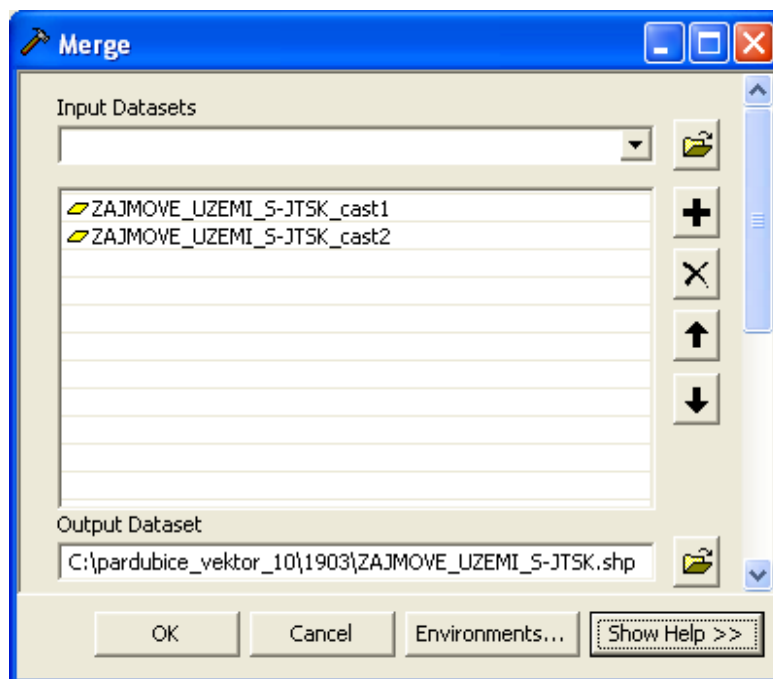 Merge
Input Datasets
ZAJMOVE_UZEMI_S-JTSK_cast1
ZAJMOVE_UZEMI_S-JTSK_cast2
Output Dataset
C:\pardubice_vektor_10\1903\ZAJMOVE_UZEMI_S-JTSK.shp
OK Cancel Environments... Show Help >>